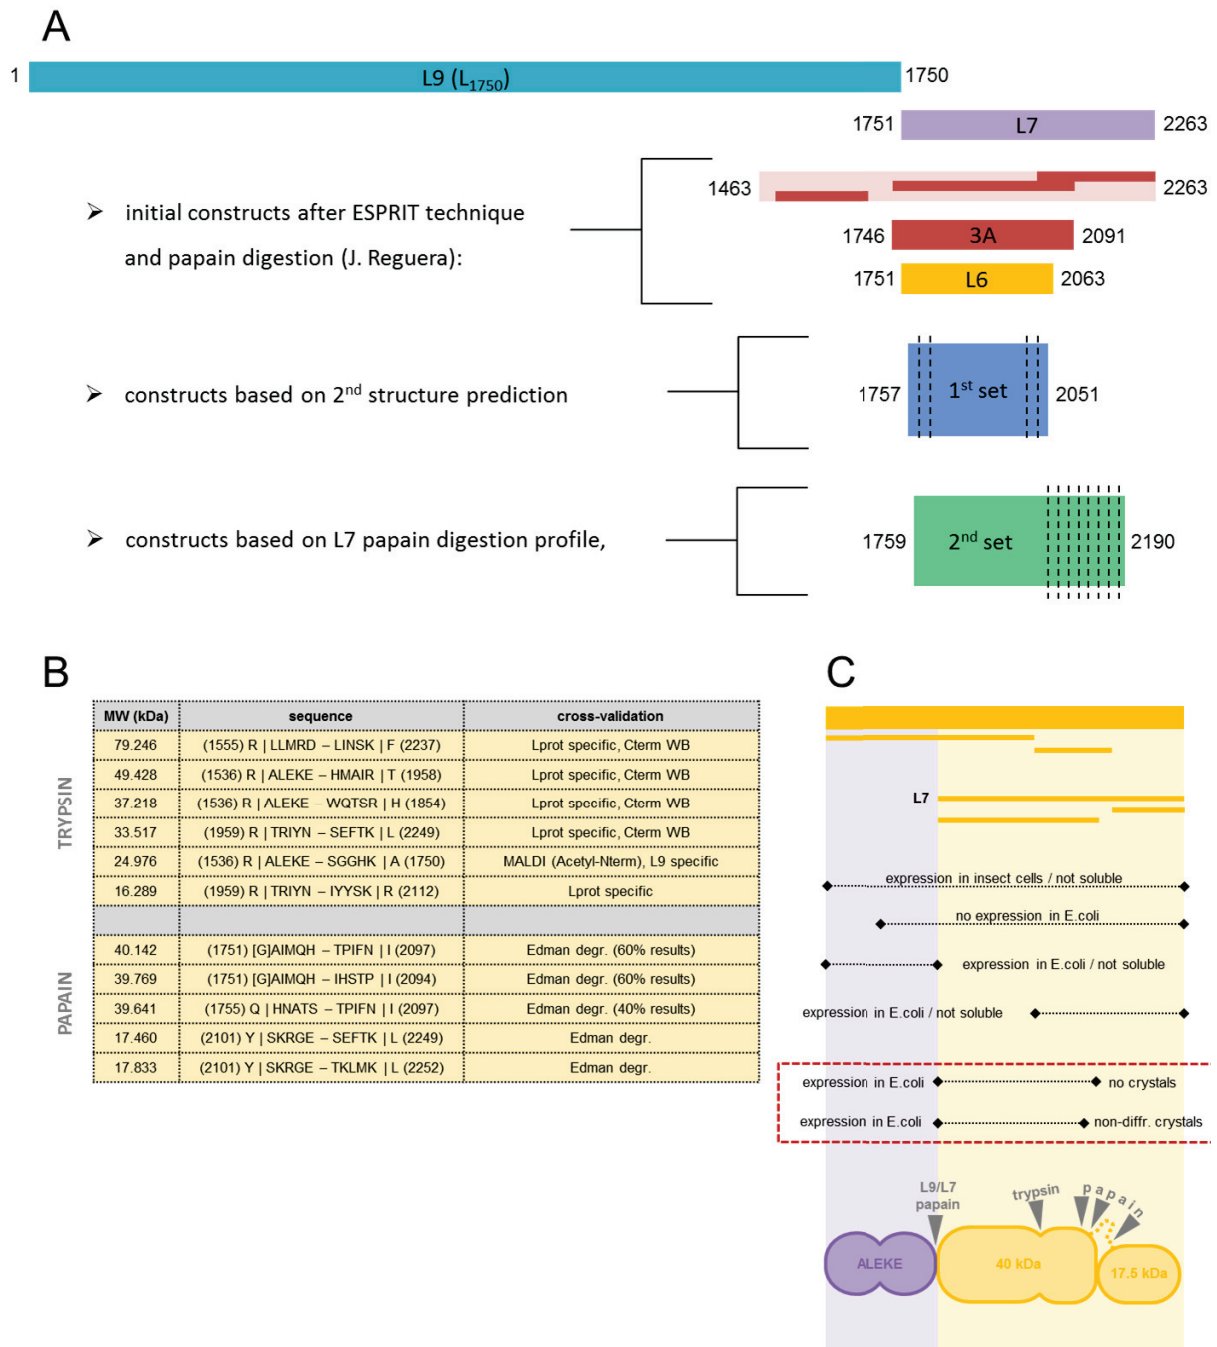 A
1 L9 (L1750) 1750
1751 L7 2263
1463 2263
➢ initial constructs after ESPRIT technique
and papain digestion (J. Reguera):
1746 3A 2091
1751 L6 2063
➢ constructs based on 2nd structure prediction
1757 1st set 2051
➢ constructs based on L7 papain digestion profile,
1759 2nd set 2190
B
MW (kDa) sequence cross-validation
TRYPSIN
79.246 (1555) R | LLMRD – LINSK | F (2237) Lprot specific, Cterm WB
49.428 (1536) R | ALEKE – HMAIR | T (1958) Lprot specific, Cterm WB
37.218 (1536) R | ALEKE – WQTSR | H (1854) Lprot specific, Cterm WB
33.517 (1959) R | TRIYN – SEFTK | L (2249) Lprot specific, Cterm WB
24.976 (1536) R | ALEKE – SGGHK | A (1750) MALDI (Acetyl-Nterm), L9 specific
16.289 (1959) R | TRIYN – IYYSK | R (2112) Lprot specific
PAPAIN
40.142 (1751) [G]AIMQH – TPIFN | I (2097) Edman degr. (60% results)
39.769 (1751) [G]AIMQH – IHSTP | I (2094) Edman degr. (60% results)
39.641 (1755) Q | HNATS – TPIFN | I (2097) Edman degr. (40% results)
17.460 (2101) Y | SKRGE – SEFTK | L (2249) Edman degr.
17.833 (2101) Y | SKRGE – TKLMK | L (2252) Edman degr.
C
L7
expression in insect cells / not soluble
no expression in E.coli
expression in E.coli / not soluble
expression in E.coli / not soluble
expression in E.coli no crystals
expression in E.coli non-diffr. crystals
L9/L7
papain
trypsin
papain
ALEKE 40 kDa 17.5 kDa